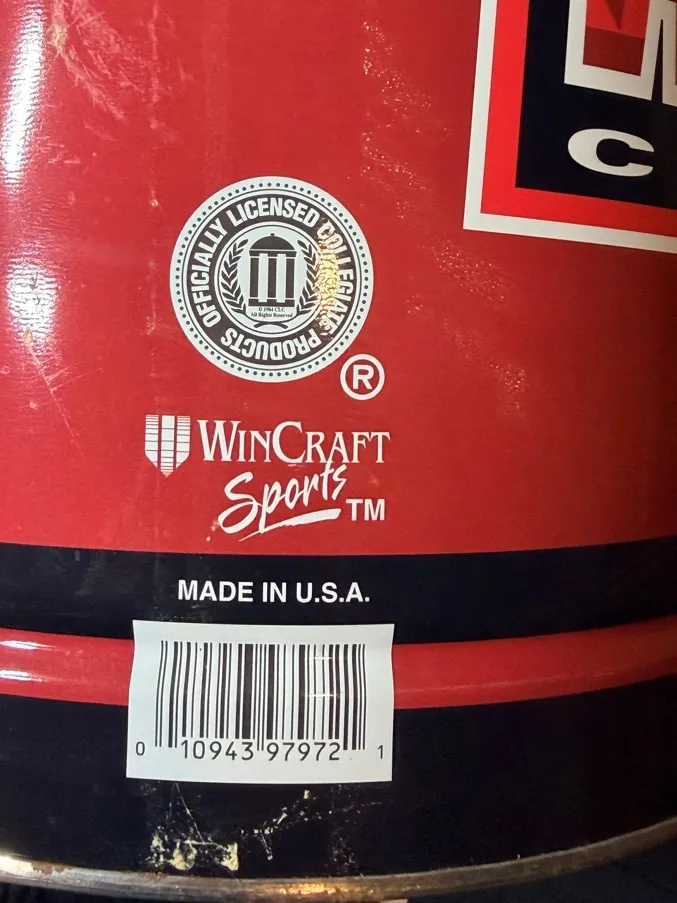 C
OFFICIALLY LICENSED COLLEGIATE PRODUCTS
© 1984 CLC
All Rights Reserved
®
WINCRAFT
Sports TM
MADE IN U.S.A.
0 10943 97972 1